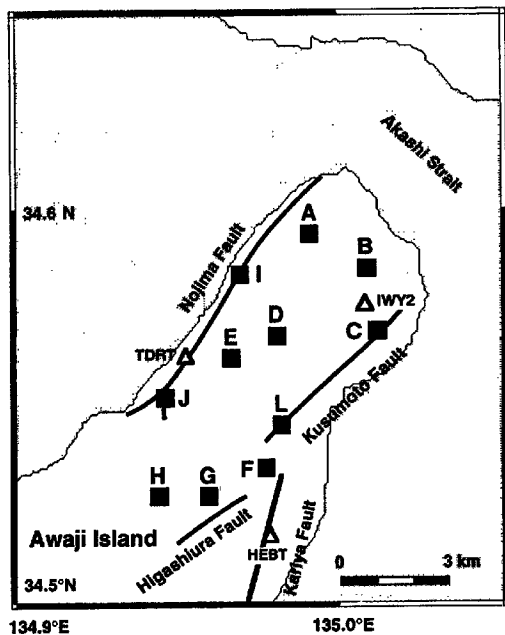 Akashi Strait
34.6 N
A
B
Nojima Fault
I
IWY2
D
C
E
TDRT
J
Kusumoto Fault
L
F
H
G
Awaji Island
Higashiura Fault
HEBT
Kariya Fault
0
3 km
34.5°N
134.9°E
135.0°E